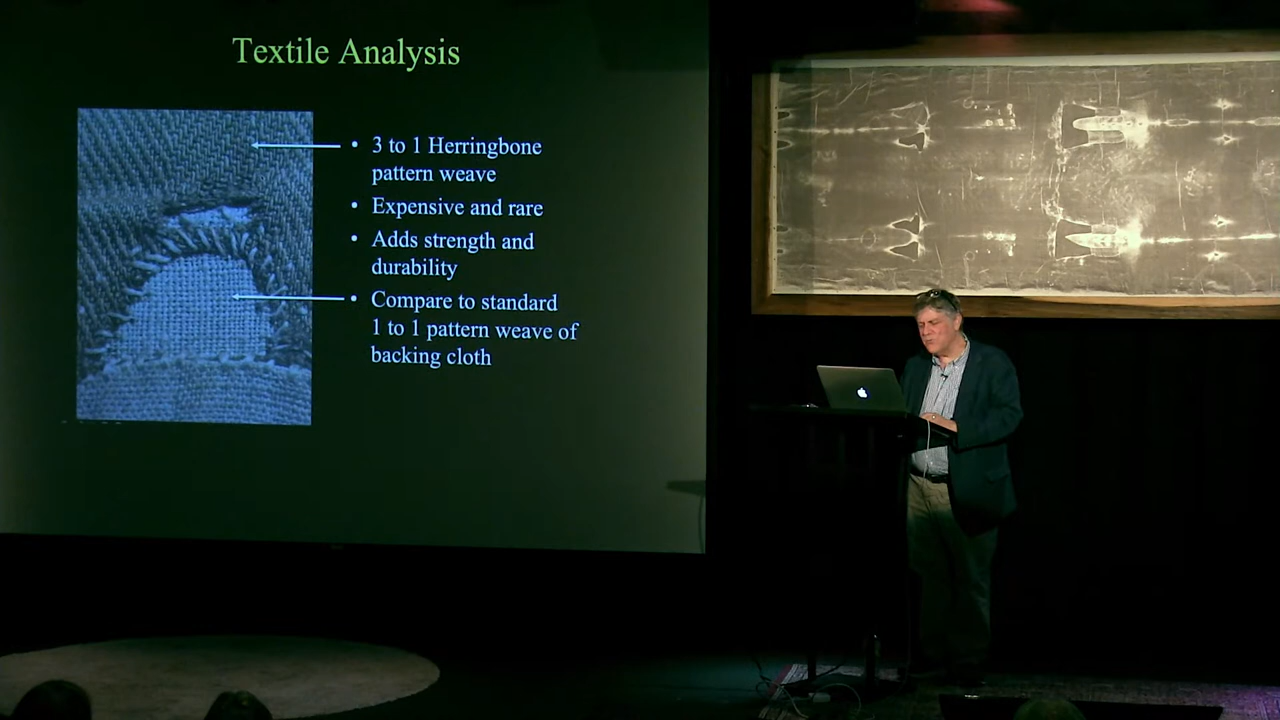 Textile Analysis
• 3 to 1 Herringbone
pattern weave
• Expensive and rare
• Adds strength and
durability
• Compare to standard
1 to 1 pattern weave of
backing cloth